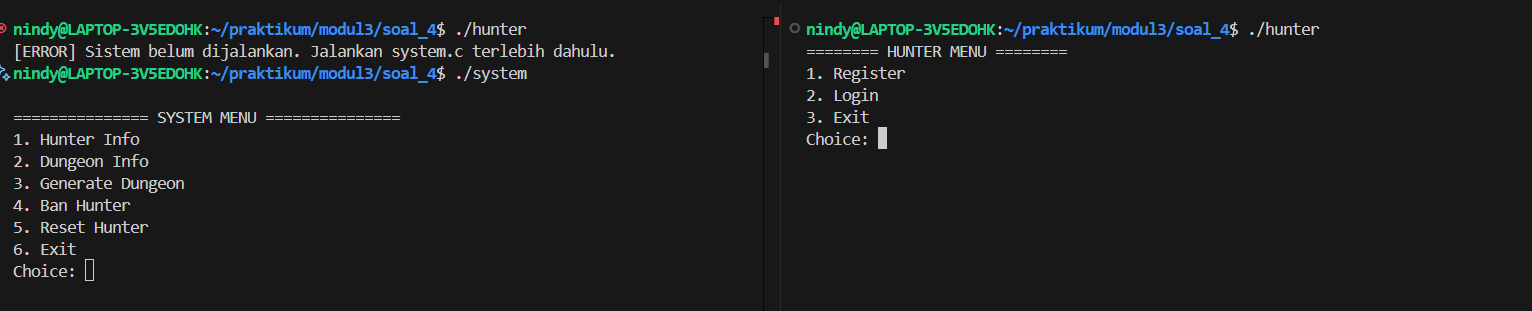 nindy@LAPTOP-3V5EDOHK:~/praktikum/modul3/soal_4$ ./hunter
[ERROR] Sistem belum dijalankan. Jalankan system.c terlebih dahulu.
nindy@LAPTOP-3V5EDOHK:~/praktikum/modul3/soal_4$ ./system
=============== SYSTEM MENU ===============
1. Hunter Info
2. Dungeon Info
3. Generate Dungeon
4. Ban Hunter
5. Reset Hunter
6. Exit
Choice:
nindy@LAPTOP-3V5EDOHK:~/praktikum/modul3/soal_4$ ./hunter
======== HUNTER MENU ========
1. Register
2. Login
3. Exit
Choice: